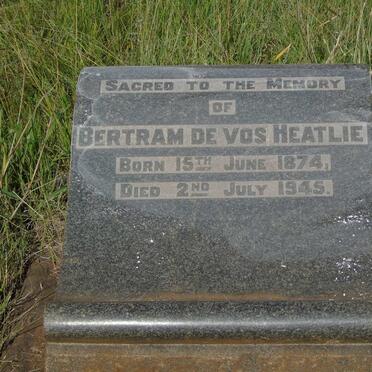 SACRED TO THE MEMORY
OF
BERTRAM DE VOS HEATLIE
BORN 15TH JUNE 1874,
DIED 2ND JULY 1945.